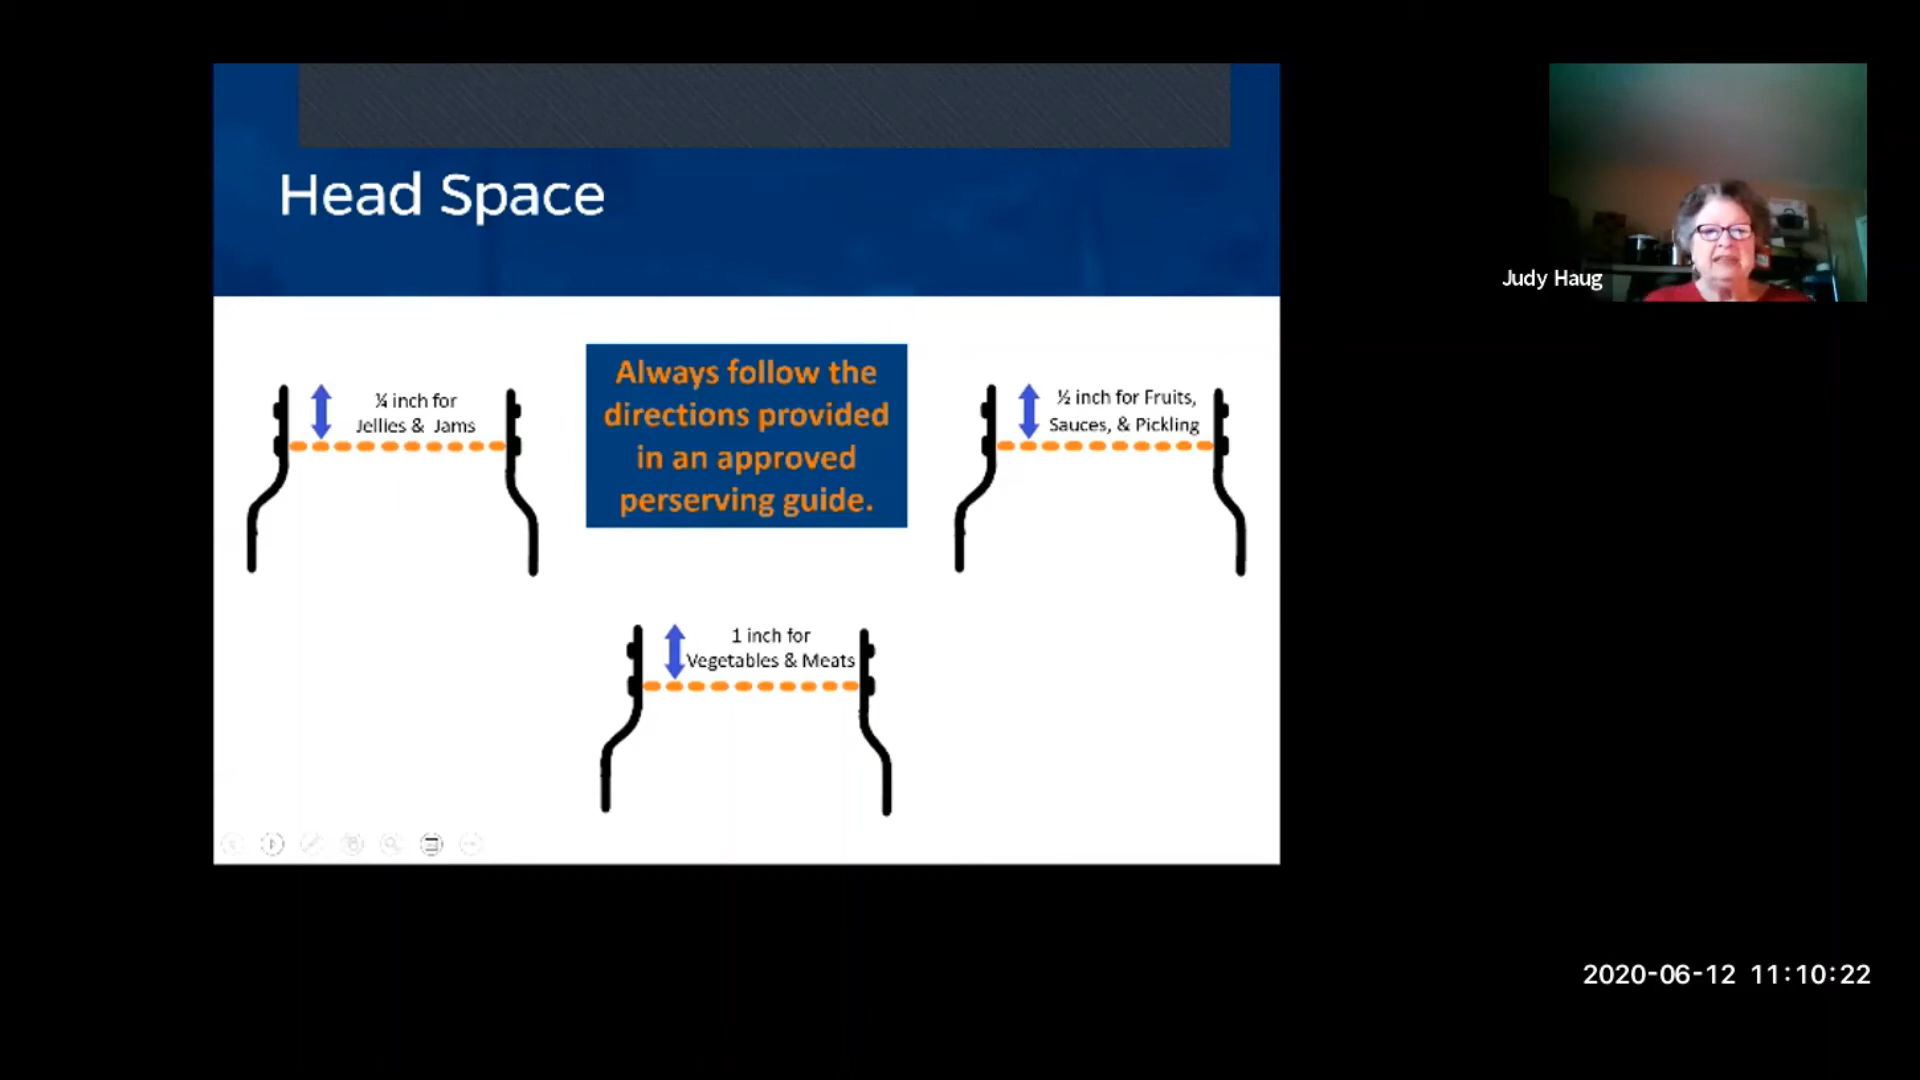 Head Space
¼ inch for
Jellies & Jams
Always follow the
directions provided
in an approved
perserving guide.
½ inch for Fruits,
Sauces, & Pickling
1 inch for
Vegetables & Meats
Judy Haug
2020-06-12 11:10:22